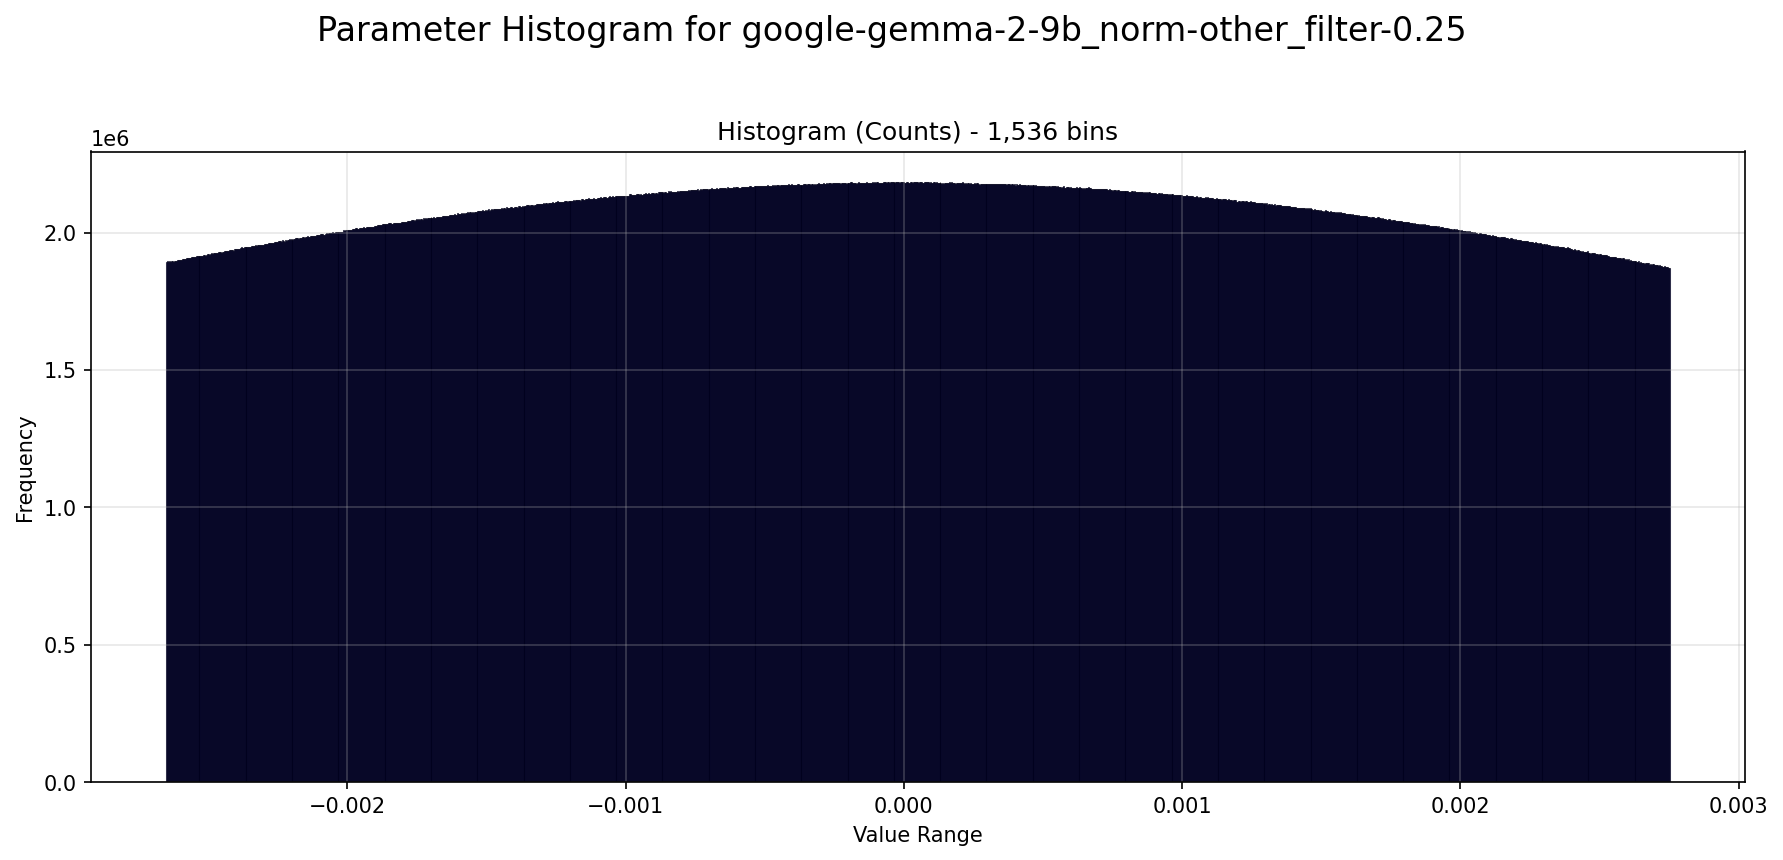 Parameter Histogram for google-gemma-2-9b_norm-other_filter-0.25
Histogram (Counts) - 1,536 bins
1e6
2.0
1.5
1.0
0.5
0.0
Frequency
−0.002
−0.001
0.000
0.001
0.002
0.003
Value Range